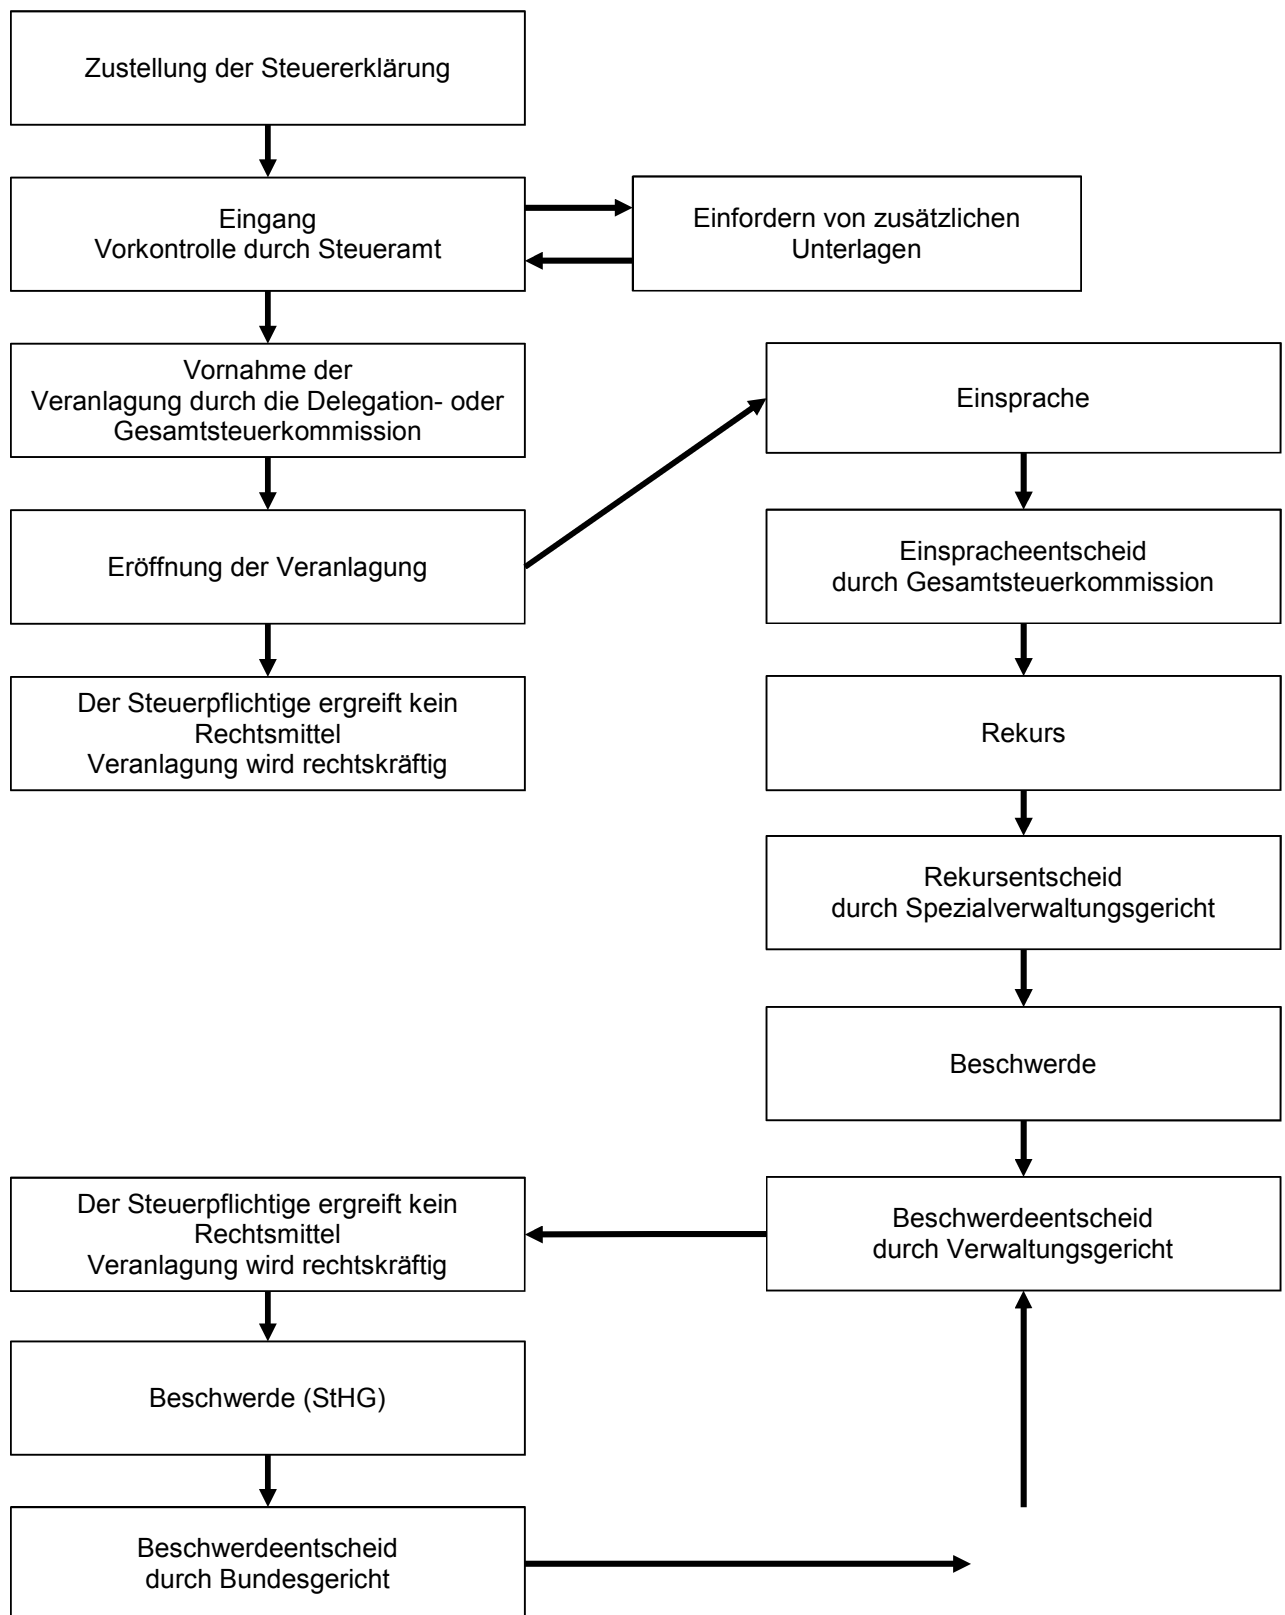 Zustellung der Steuererklärung
Eingang
Vorkontrolle durch Steueramt
Einfordern von zusätzlichen
Unterlagen
Vornahme der
Veranlagung durch die Delegation- oder
Gesamtsteuerkommission
Eröffnung der Veranlagung
Der Steuerpflichtige ergreift kein
Rechtsmittel
Veranlagung wird rechtskräftig
Einsprache
Einspracheentscheid
durch Gesamtsteuerkommission
Rekurs
Rekursentscheid
durch Spezialverwaltungsgericht
Beschwerde
Beschwerdeentscheid
durch Verwaltungsgericht
Der Steuerpflichtige ergreift kein
Rechtsmittel
Veranlagung wird rechtskräftig
Beschwerde (StHG)
Beschwerdeentscheid
durch Bundesgericht